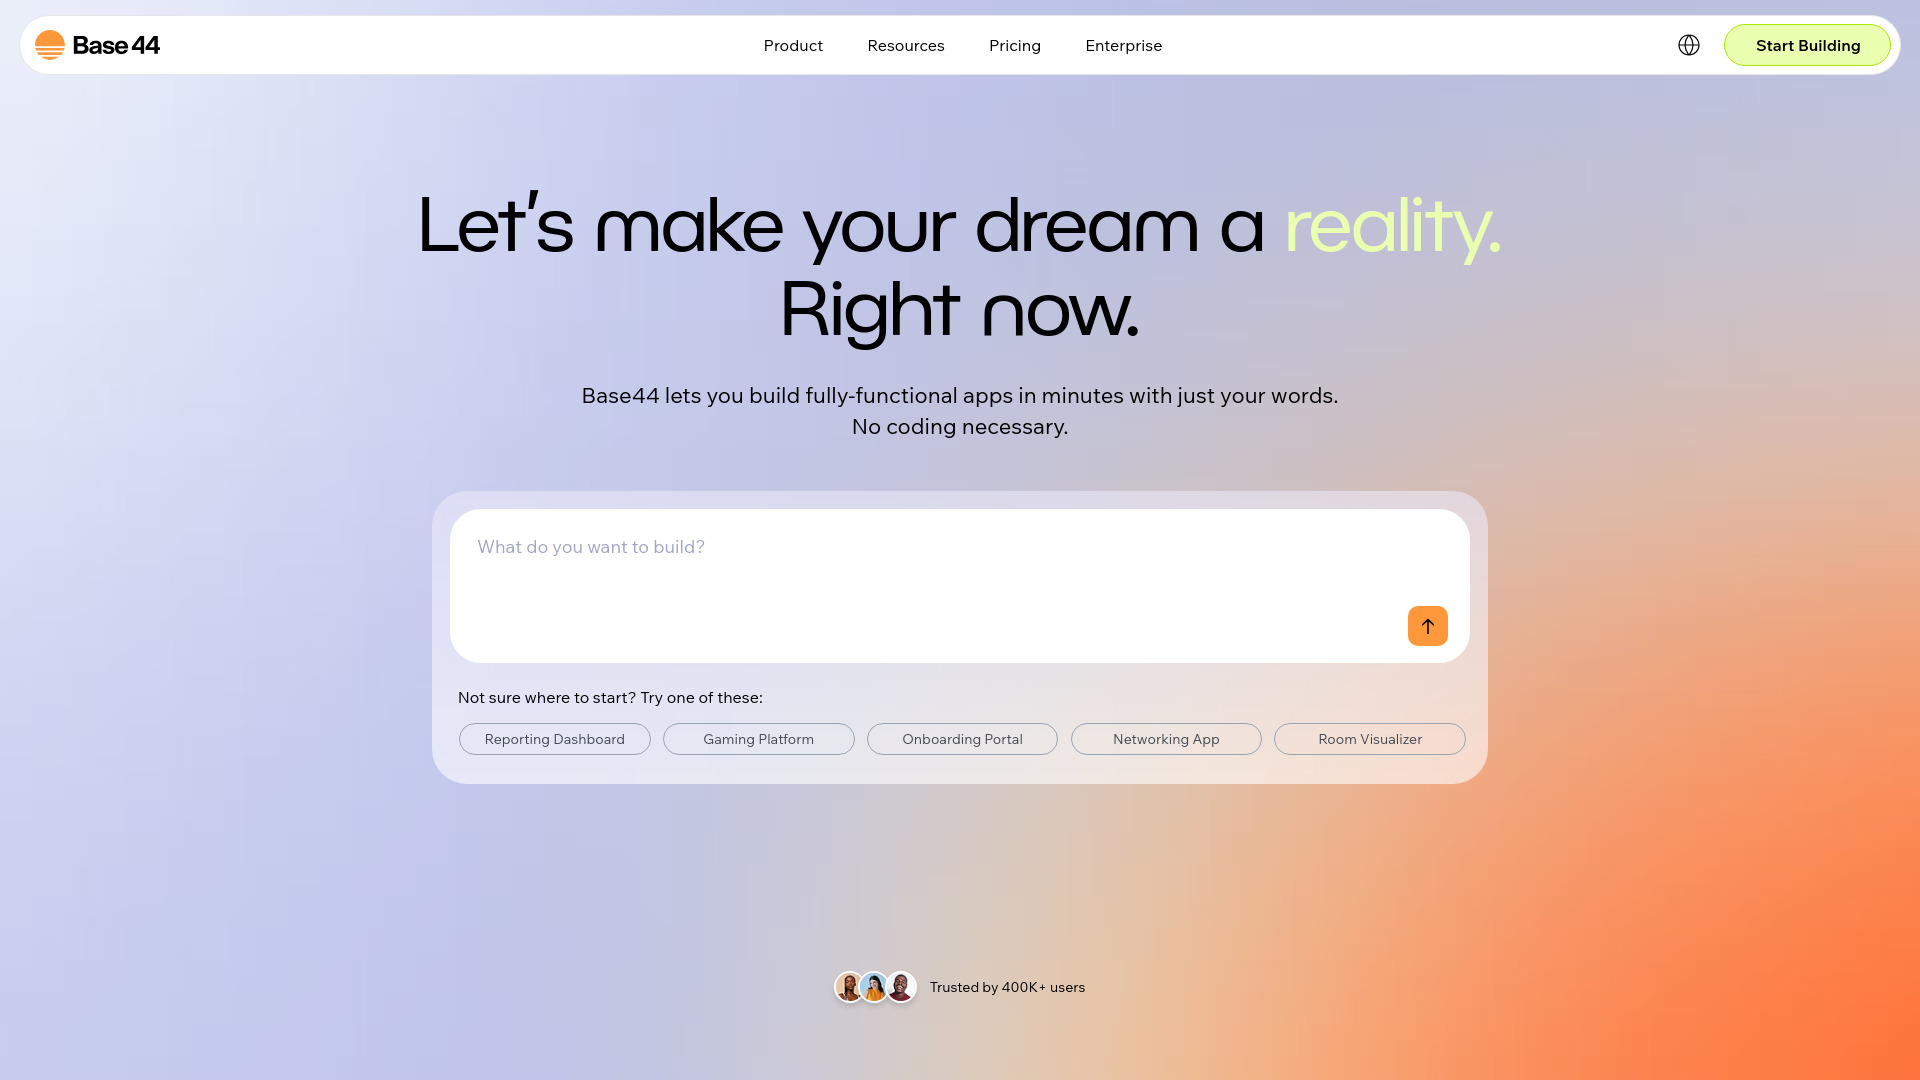 Base 44
Product
Resources
Pricing
Enterprise
Start Building
Let's make your dream a reality.
Right now.
Base44 lets you build fully-functional apps in minutes with just your words.
No coding necessary.
What do you want to build?
Not sure where to start? Try one of these:
Reporting Dashboard
Gaming Platform
Onboarding Portal
Networking App
Room Visualizer
Trusted by 400K+ users